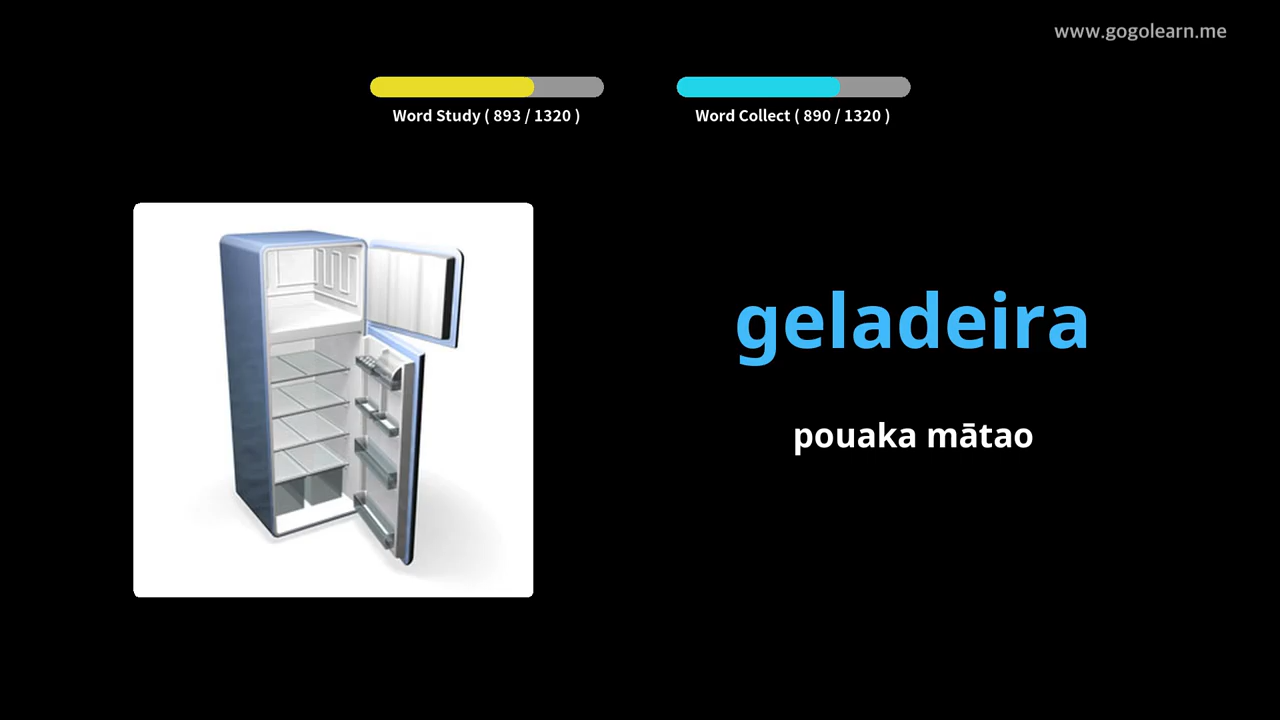 www.gogolearn.me
Word Study ( 893 / 1320 )
Word Collect ( 890 / 1320 )
geladeira
pouaka mātao